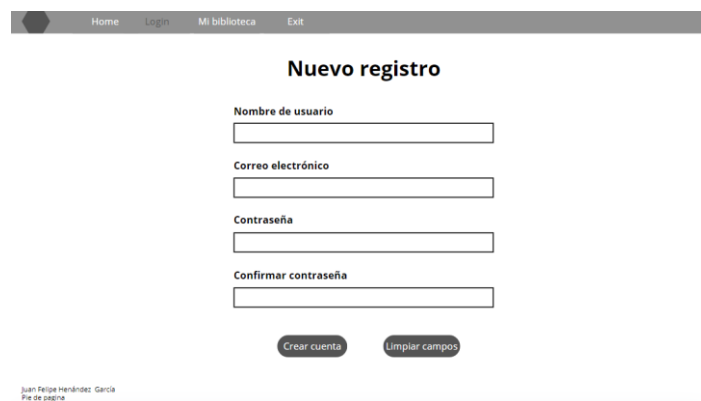 Home Login Mi biblioteca Exit
Nuevo registro
Nombre de usuario
Correo electrónico
Contraseña
Confirmar contraseña
Crear cuenta Limpiar campos
Juan Felipe Henández García
Pie de pagina